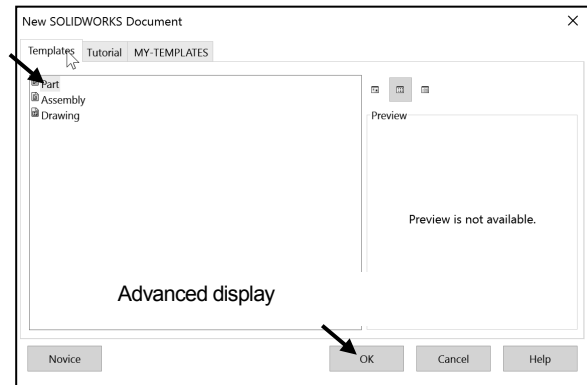 New SOLIDWORKS Document
Templates Tutorial MY-TEMPLATES
Part
Assembly
Drawing
Preview
Preview is not available.
Advanced display
Novice OK Cancel Help